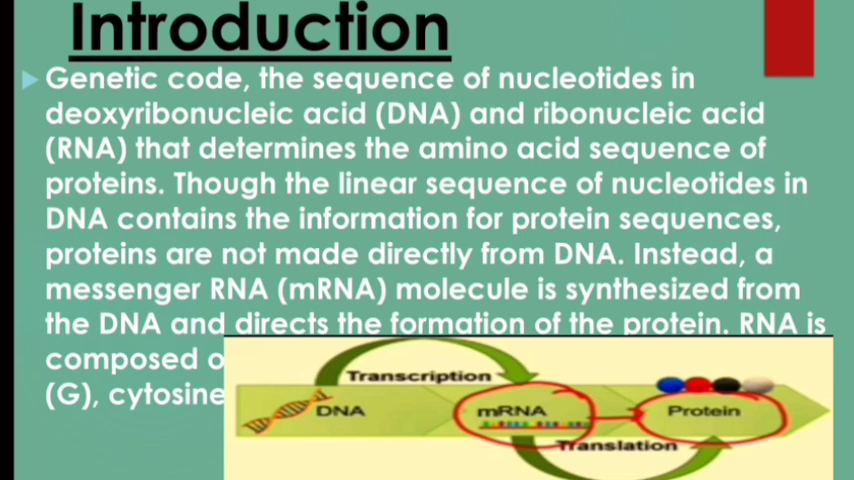 Introduction
Genetic code, the sequence of nucleotides in
deoxyribonucleic acid (DNA) and ribonucleic acid
(RNA) that determines the amino acid sequence of
proteins. Though the linear sequence of nucleotides in
DNA contains the information for protein sequences,
proteins are not made directly from DNA. Instead, a
messenger RNA (mRNA) molecule is synthesized from
the DNA and directs the formation of the protein. RNA is
composed
(G), cytosine
Transcription
DNA
mRNA
Protein
Translation